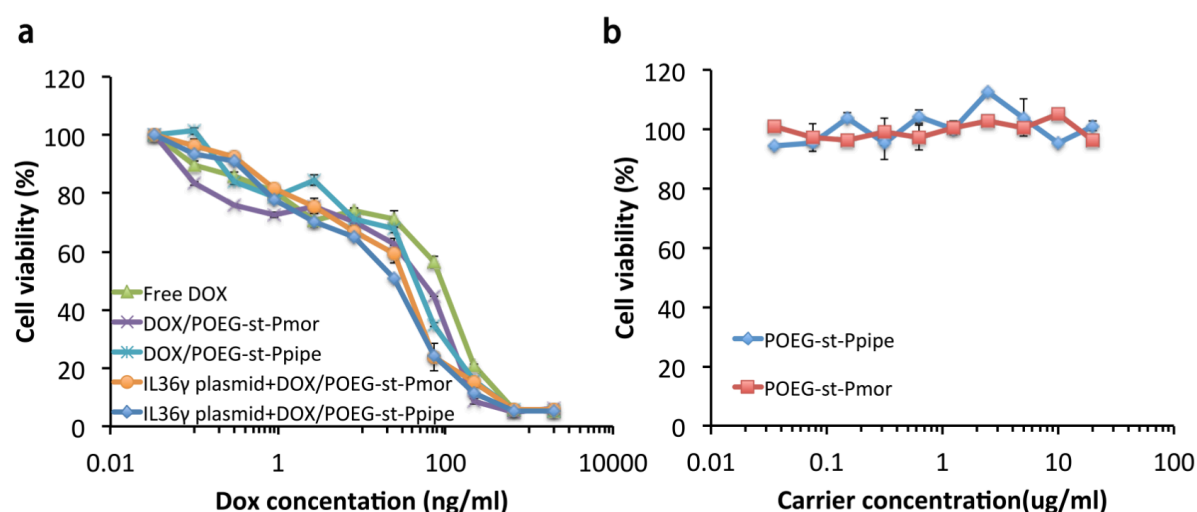 a
120
100
80
60
40
20
0
Cell viability (%)
Free DOX
DOX/POEG-st-Pmor
DOX/POEG-st-Ppipe
IL36γ plasmid+DOX/POEG-st-Pmor
IL36γ plasmid+DOX/POEG-st-Ppipe
0.01
1
100
10000
Dox concentation (ng/ml)
b
120
100
80
60
40
20
0
Cell viability (%)
POEG-st-Ppipe
POEG-st-Pmor
0.01
0.1
1
10
100
Carrier concentration(ug/ml)